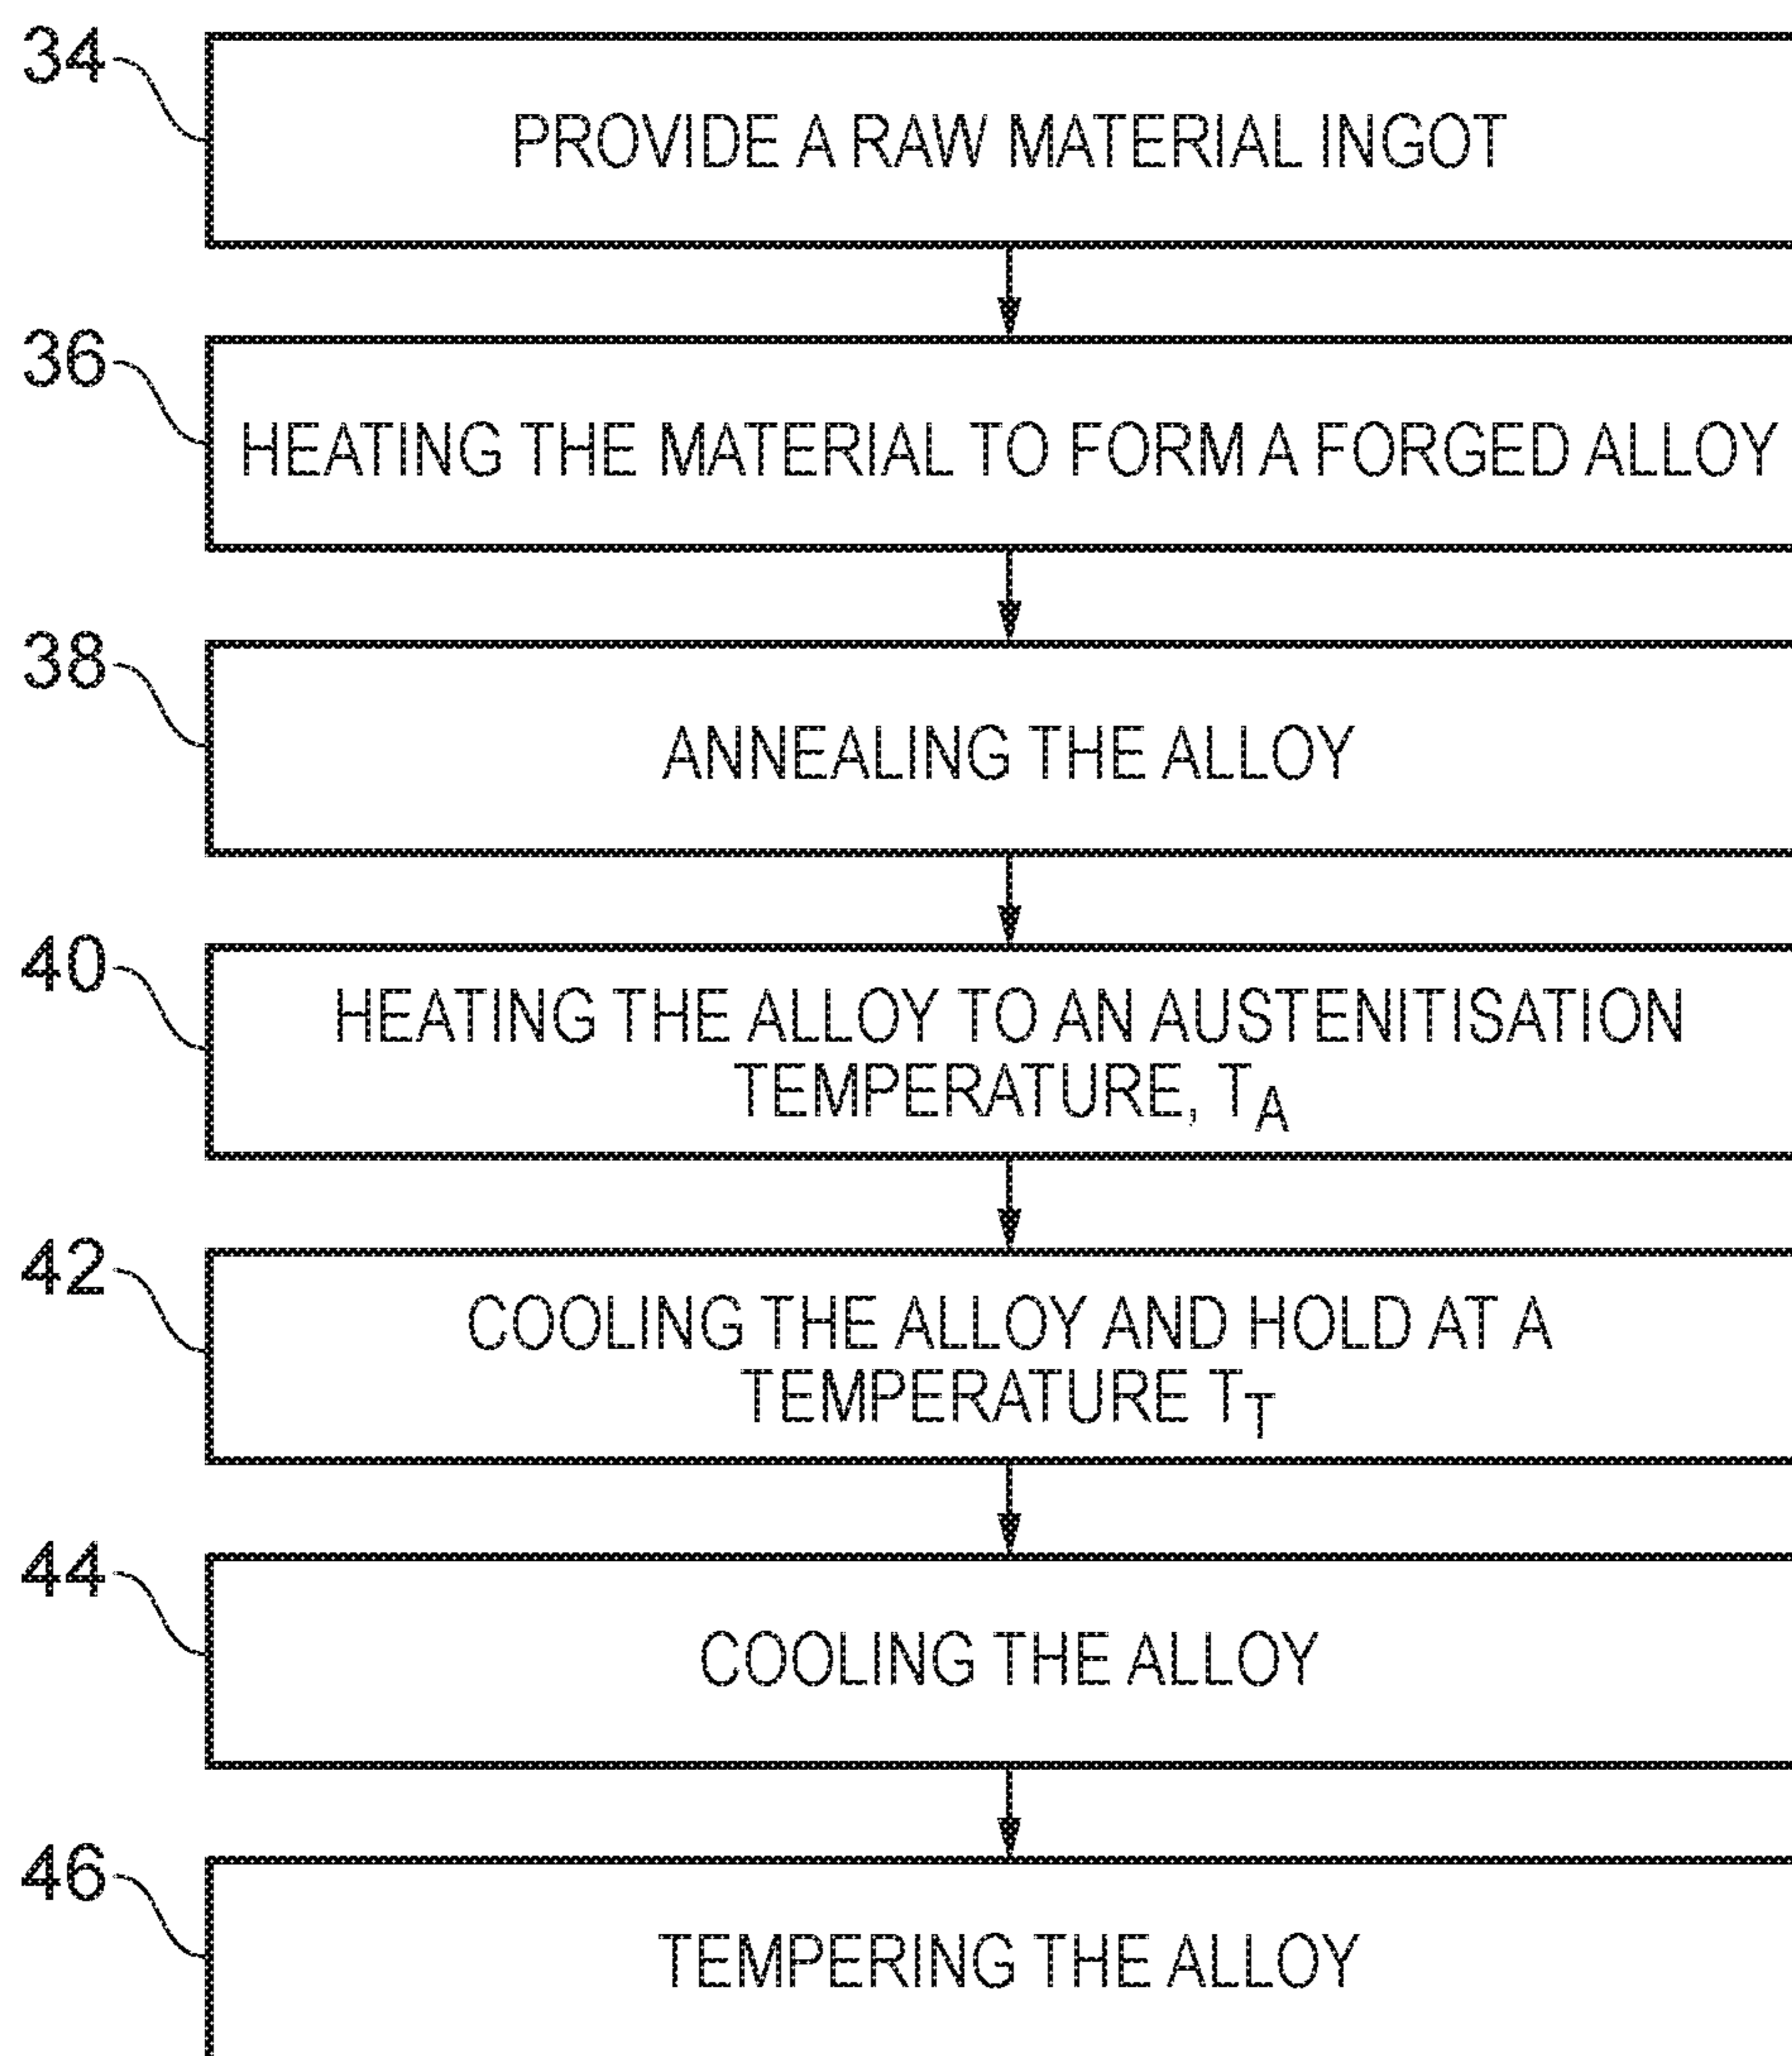 34
PROVIDE A RAW MATERIAL INGOT
36
HEATING THE MATERIAL TO FORM A FORGED ALLOY
38
ANNEALING THE ALLOY
40
HEATING THE ALLOY TO AN AUSTENITISATION
TEMPERATURE, TA
42
COOLING THE ALLOY AND HOLD AT A
TEMPERATURE TT
44
COOLING THE ALLOY
46
TEMPERING THE ALLOY